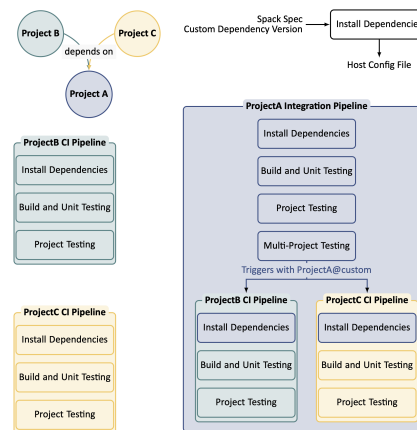 Project B
Project C
depends on
Project A
Spack Spec
Custom Dependency Version
Install Dependencie
Host Config File
ProjectB CI Pipeline
Install Dependencies
Build and Unit Testing
Project Testing
ProjectC CI Pipeline
Install Dependencies
Build and Unit Testing
Project Testing
ProjectA Integration Pipeline
Install Dependencies
Build and Unit Testing
Project Testing
Multi-Project Testing
Triggers with ProjectA@custom
ProjectB CI Pipeline
Install Dependencies
Build and Unit Testing
Project Testing
ProjectC CI Pipeline
Install Dependencies
Build and Unit Testing
Project Testing